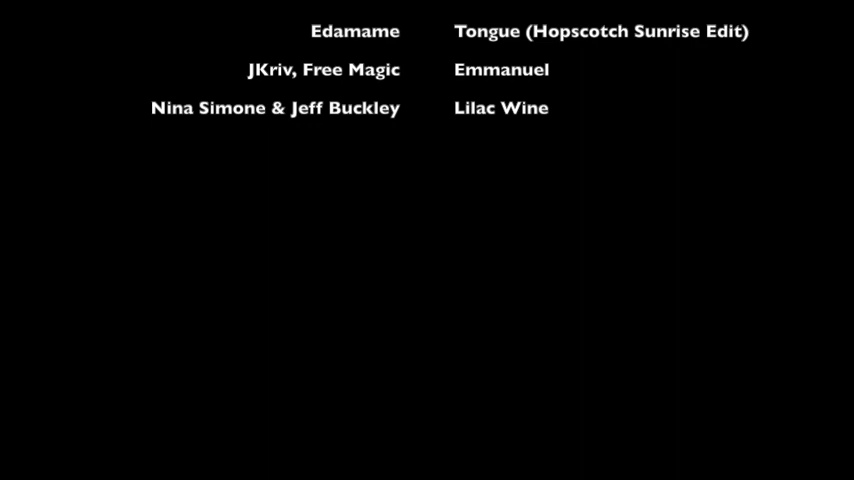 Edamame Tongue (Hopscotch Sunrise Edit)
JKriv, Free Magic Emmanuel
Nina Simone & Jeff Buckley Lilac Wine